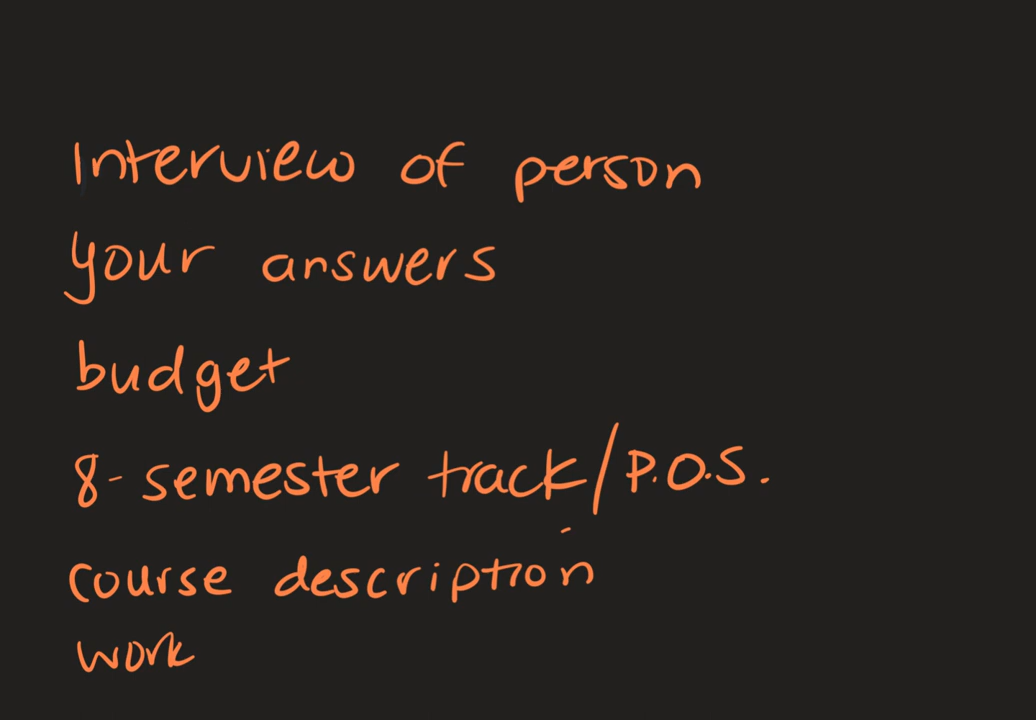 Interview of person
your answers
budget
8-semester track/P.O.S.
course description
work